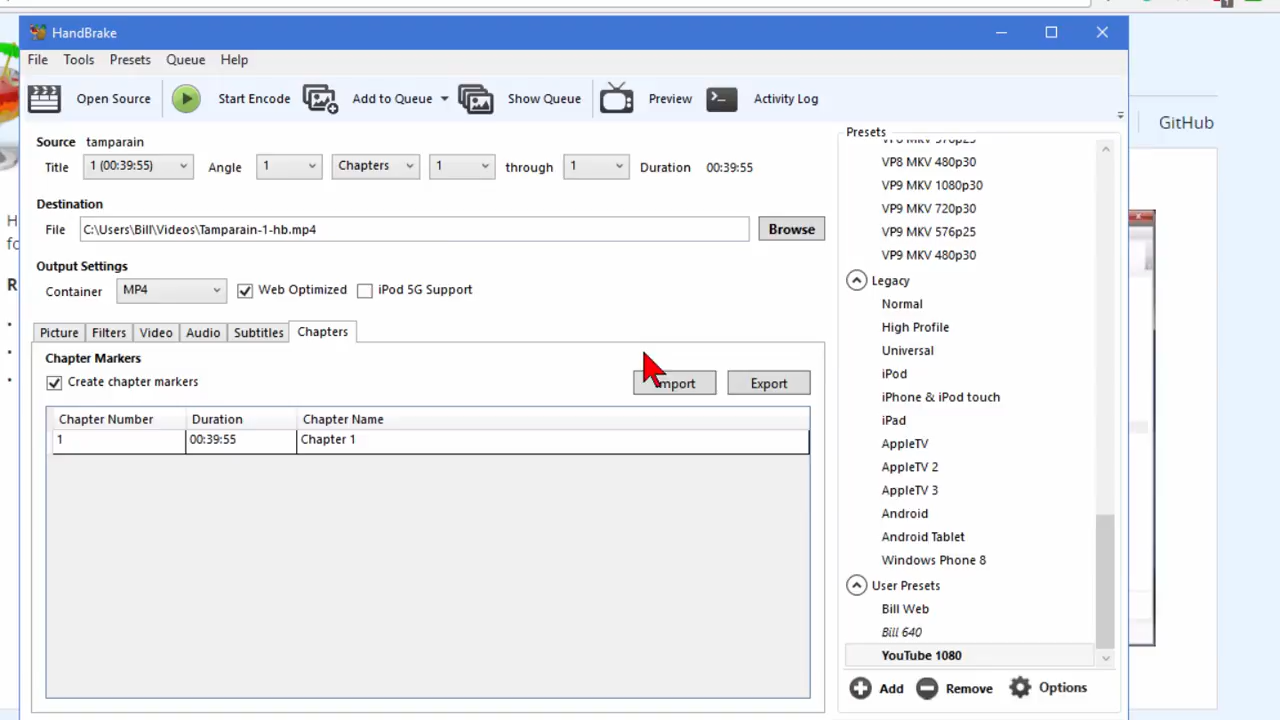 HandBrake
File Tools Presets Queue Help
Open Source Start Encode Add to Queue Show Queue Preview Activity Log
GitHub
Source tamparain
Title 1 (00:39:55) Angle 1 Chapters 1 through 1 Duration 00:39:55
Destination
File C:\Users\Bill\Videos\Tamparain-1-hb.mp4 Browse
Output Settings
Container MP4 Web Optimized iPod 5G Support
Picture Filters Video Audio Subtitles Chapters
Chapter Markers
Create chapter markers Import Export
Chapter Number Duration Chapter Name
1 00:39:55 Chapter 1
Presets
VP8 MKV 576p25
VP8 MKV 480p30
VP9 MKV 1080p30
VP9 MKV 720p30
VP9 MKV 576p25
VP9 MKV 480p30
Legacy
Normal
High Profile
Universal
iPod
iPhone & iPod touch
iPad
AppleTV
AppleTV 2
AppleTV 3
Android
Android Tablet
Windows Phone 8
User Presets
Bill Web
Bill 640
YouTube 1080
Add Remove Options